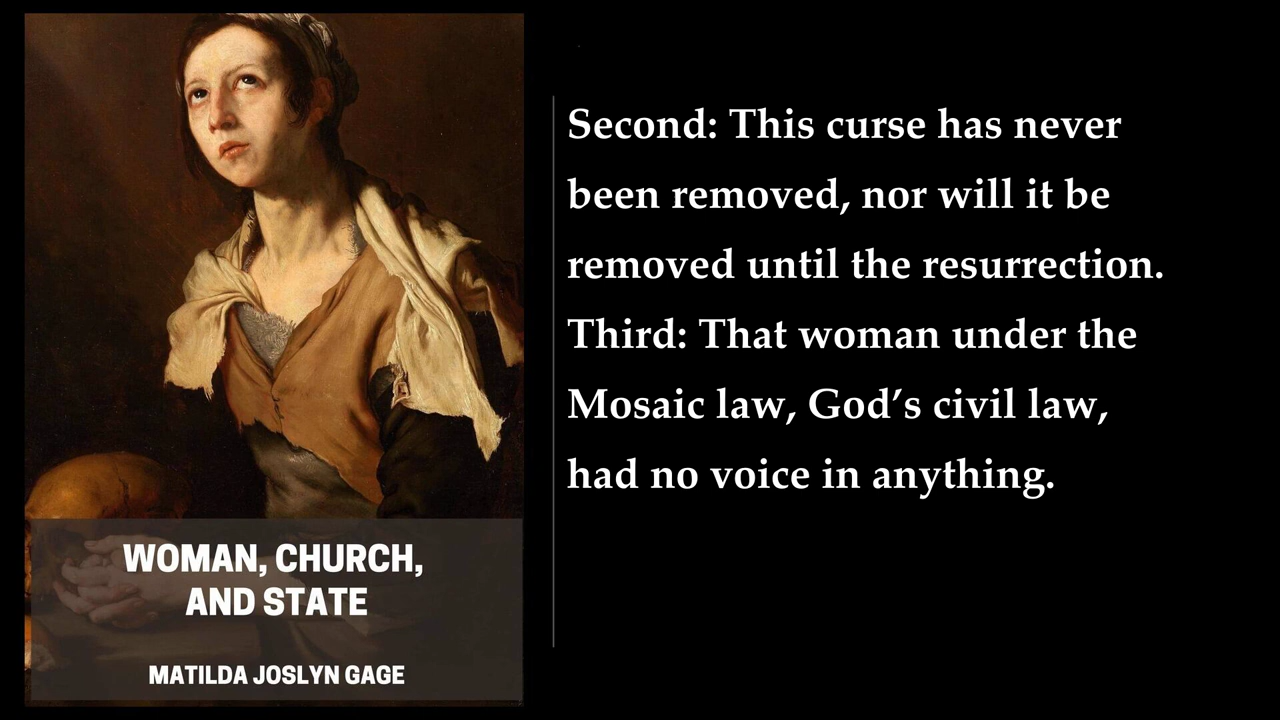 WOMAN, CHURCH,
AND STATE
MATILDA JOSLYN GAGE
Second: This curse has never
been removed, nor will it be
removed until the resurrection.
Third: That woman under the
Mosaic law, God’s civil law,
had no voice in anything.